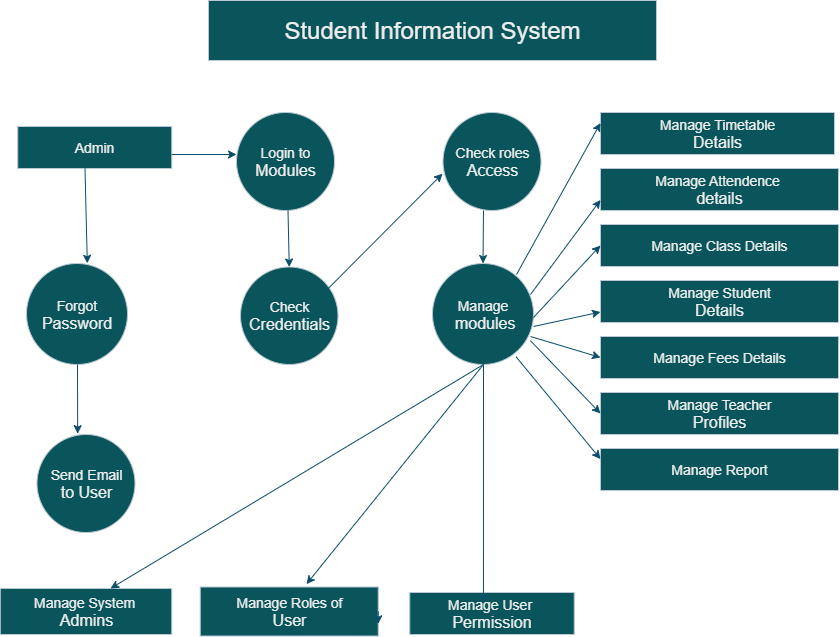 Student Information System
Admin
Login to
Modules
Check roles
Access
Manage Timetable
Details
Manage Attendence
details
Manage Class Details
Forgot
Password
Check
Credentials
Manage
modules
Manage Student
Details
Manage Fees Details
Manage Teacher
Profiles
Manage Report
Send Email
to User
Manage System
Admins
Manage Roles of
User
Manage User
Permission